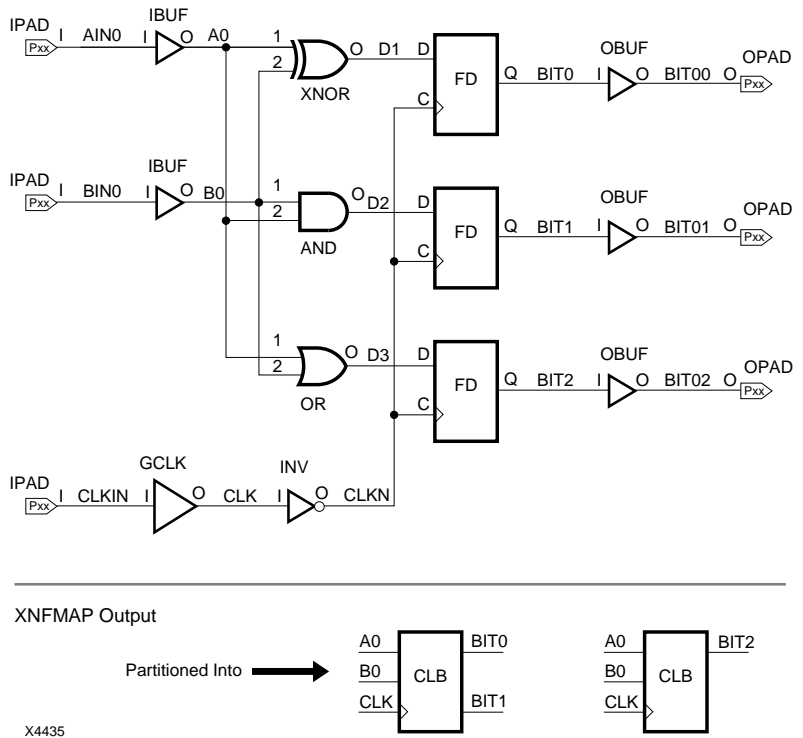 IPAD I AIN0 I IBUF O A0 1 2 XNOR O D1 D C FD Q BIT0 I OBUF O BIT00 O OPAD
Pxx Pxx
IPAD I BIN0 I IBUF O B0 1 2 AND O D2 D C FD Q BIT1 I OBUF O BIT01 O OPAD
Pxx Pxx
1 2 OR O D3 D C FD Q BIT2 I OBUF O BIT02 O OPAD
Pxx
IPAD I CLKIN I GCLK O CLK I INV O CLKN
Pxx
XNFMAP Output
Partitioned Into
A0 B0 CLK CLB BIT0 BIT1
A0 B0 CLK CLB BIT2
X4435